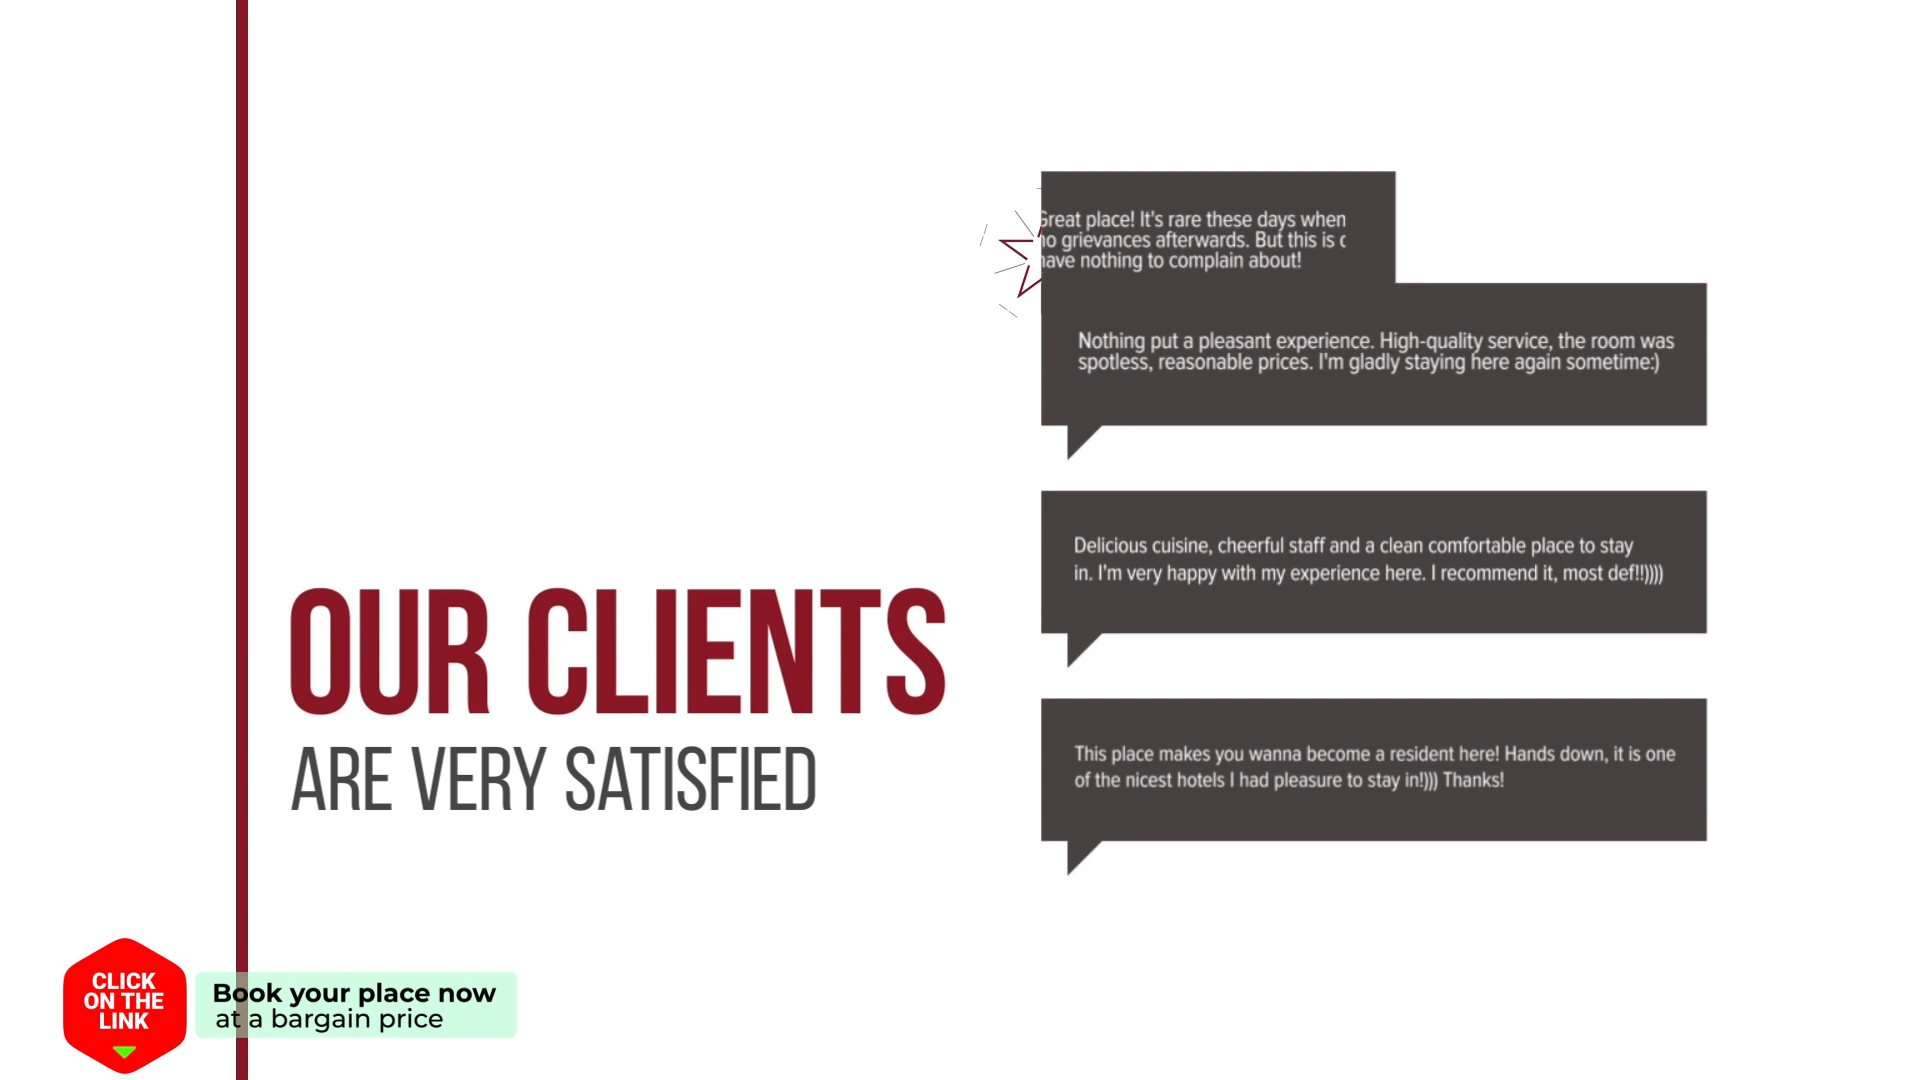 Great place! It's rare these days when
no grievances afterwards. But this is
have nothing to complain about!
Nothing put a pleasant experience. High-quality service, the room was
spotless, reasonable prices. I'm gladly staying here again sometime:)
Delicious cuisine, cheerful staff and a clean comfortable place to stay
in. I'm very happy with my experience here. I recommend it, most def!!))))
This place makes you wanna become a resident here! Hands down, it is one
of the nicest hotels I had pleasure to stay in!))) Thanks!
OUR CLIENTS
ARE VERY SATISFIED
CLICK
ON THE
LINK
Book your place now
at a bargain price